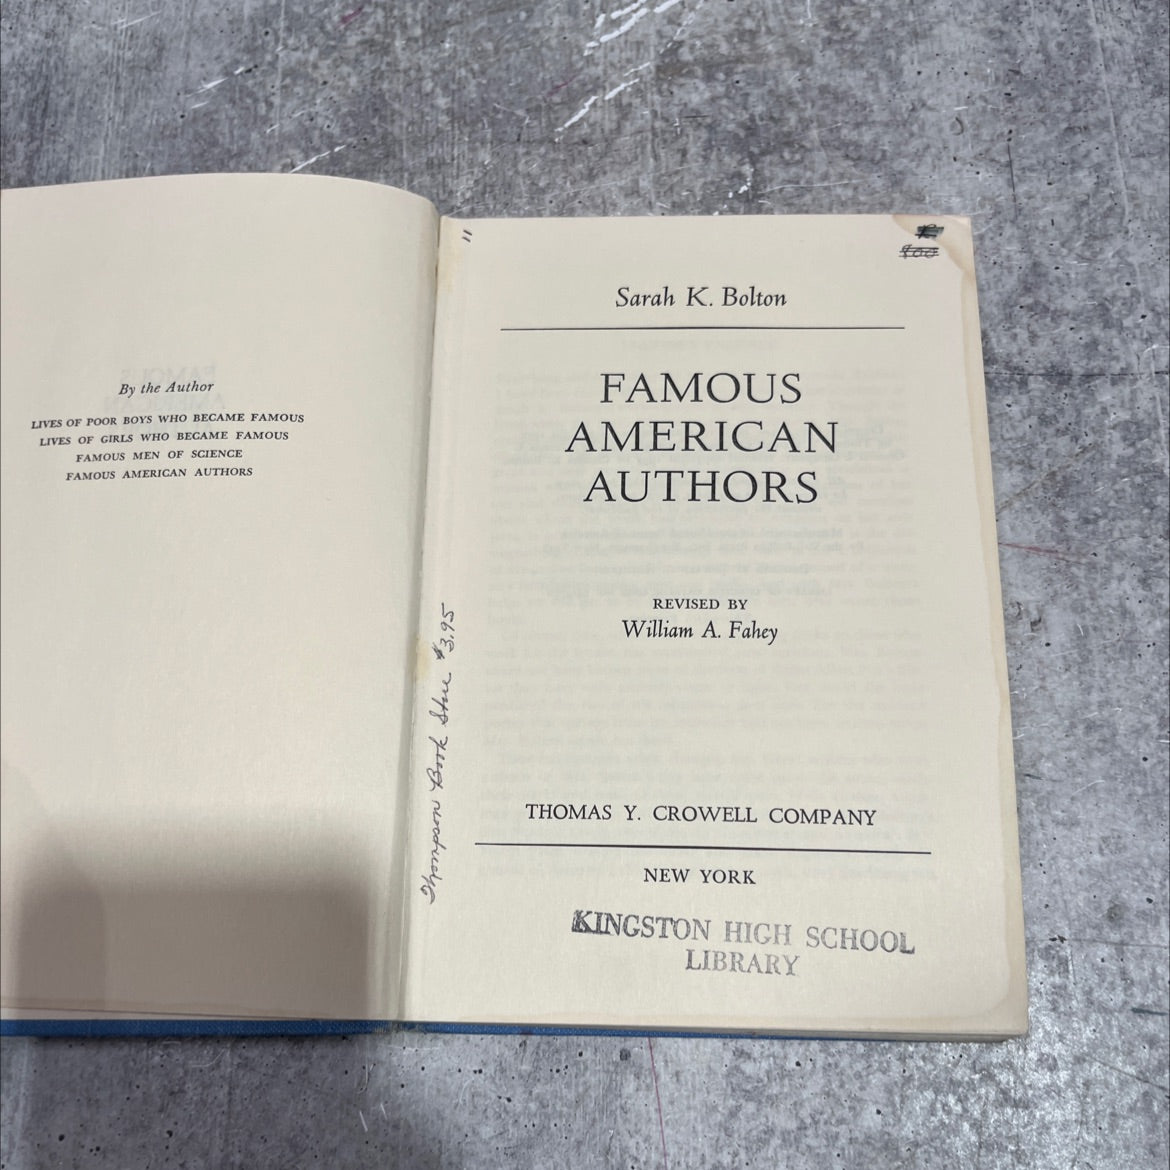 By the Author
LIVES OF POOR BOYS WHO BECAME FAMOUS
LIVES OF GIRLS WHO BECAME FAMOUS
FAMOUS MEN OF SCIENCE
FAMOUS AMERICAN AUTHORS
11
800
Sarah K. Bolton
FAMOUS
AMERICAN
AUTHORS
REVISED BY
William A. Fahey
Thompson Book Store $3.95
THOMAS Y. CROWELL COMPANY
NEW YORK
KINGSTON HIGH SCHOOL
LIBRARY